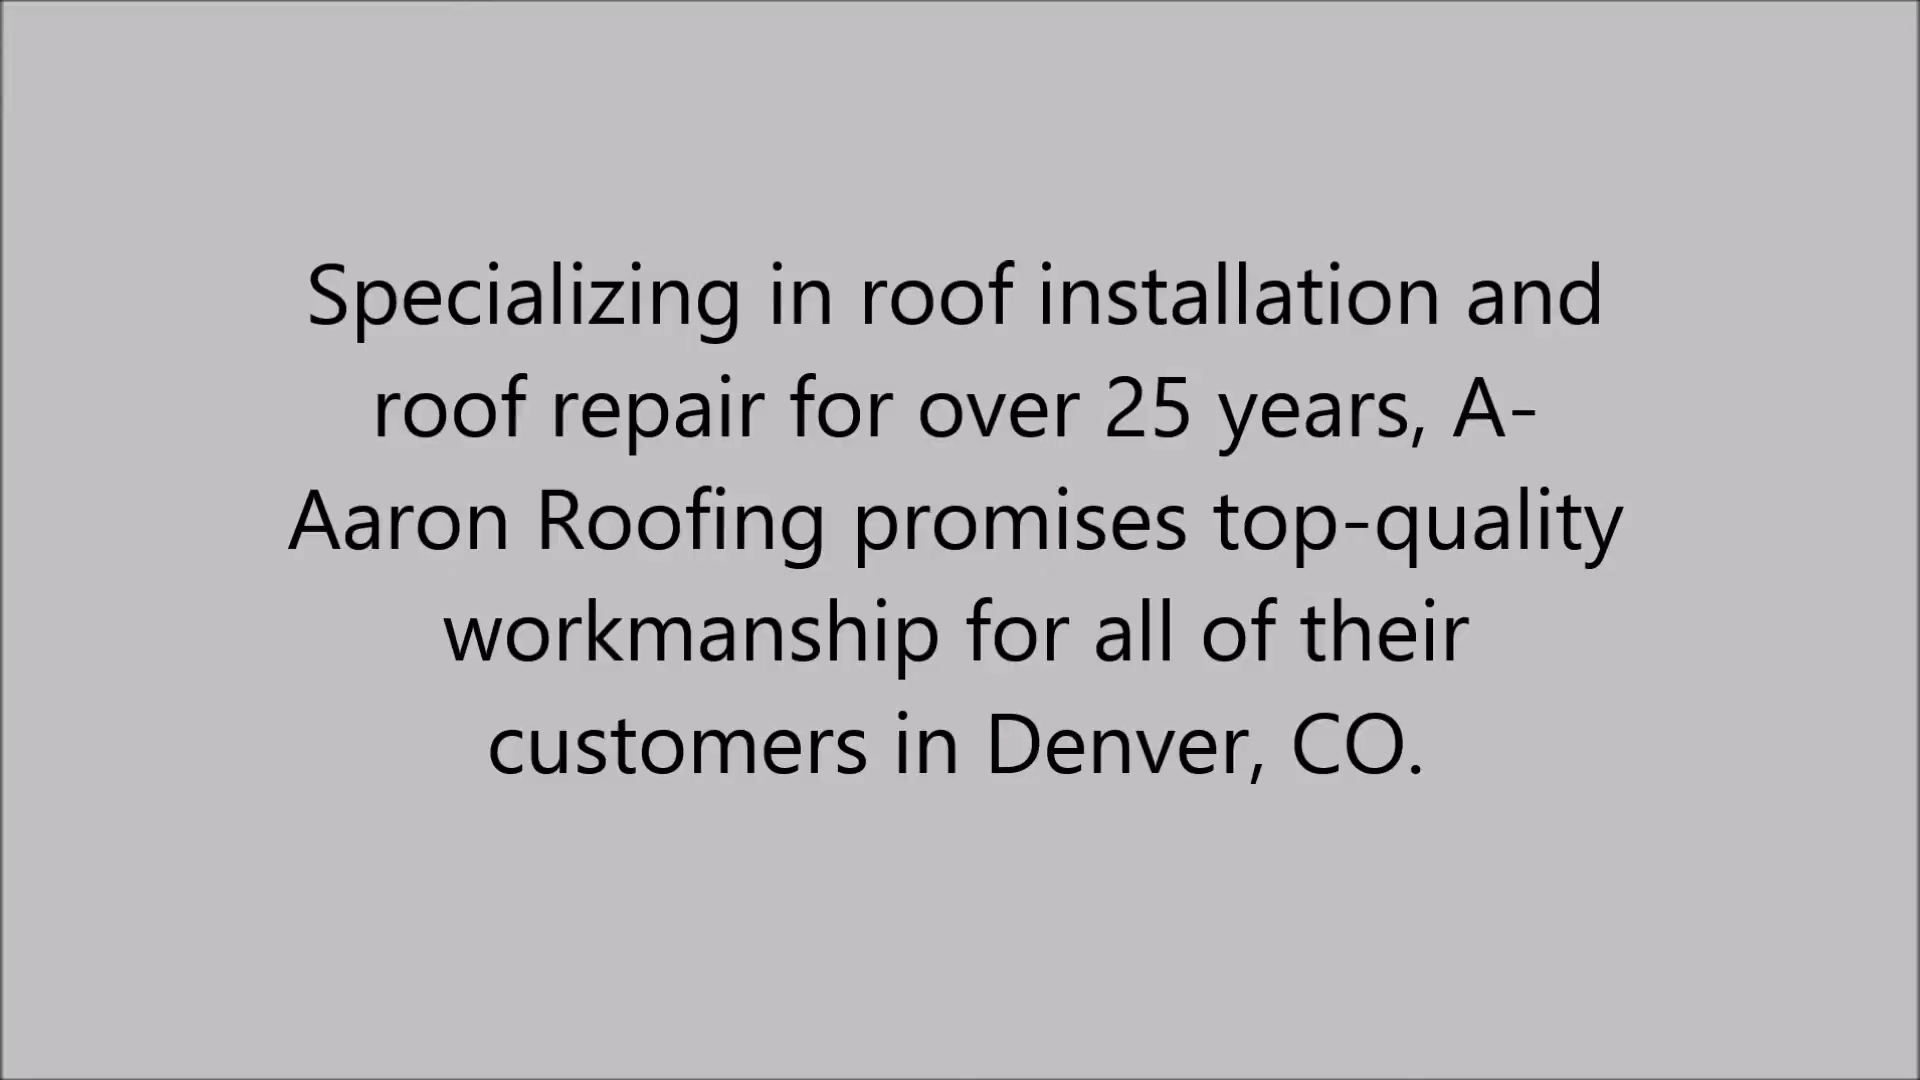 Specializing in roof installation and
roof repair for over 25 years, A-
Aaron Roofing promises top-quality
workmanship for all of their
customers in Denver, CO.